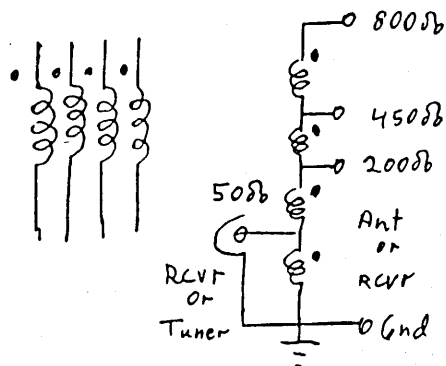 800Ω
450Ω
200Ω
50Ω
Ant
or
RCVR
RCVR
or
Tuner
Gnd